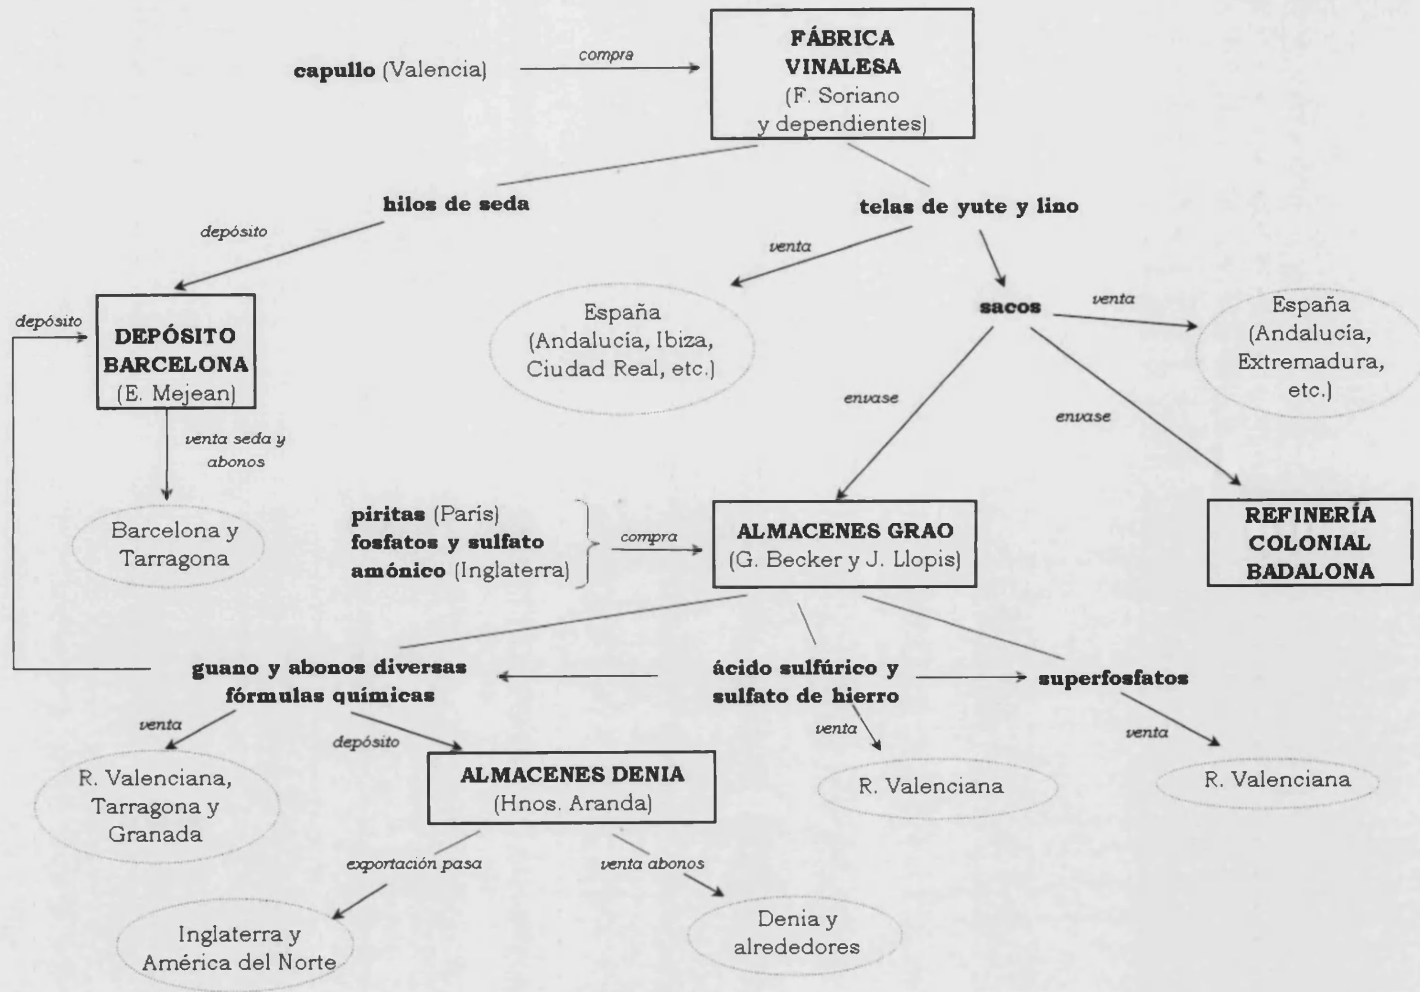 FÁBRICA
VINALESA
(F. Soriano
y dependientes)
capullo (Valencia)
compra
hilos de seda
telas de yute y lino
depósito
venta
depósito
DEPÓSITO
BARCELONA
(E. Mejean)
España
(Andalucía, Ibiza,
Ciudad Real, etc.)
sacos
venta
España
(Andalucía,
Extremadura,
etc.)
envase
envase
venta seda y
abonos
Barcelona y
Tarragona
piritas (París)
fosfatos y sulfato
amónico (Inglaterra)
compra
ALMACENES GRAO
(G. Becker y J. Llopis)
REFINERÍA
COLONIAL
BADALONA
guano y abonos diversas
fórmulas químicas
ácido sulfúrico y
sulfato de hierro
superfosfatos
venta
depósito
venta
venta
R. Valenciana,
Tarragona y
Granada
ALMACENES DENIA
(Hnos. Aranda)
R. Valenciana
R. Valenciana
exportación pasa
venta abonos
Inglaterra y
América del Norte
Denia y
alrededores